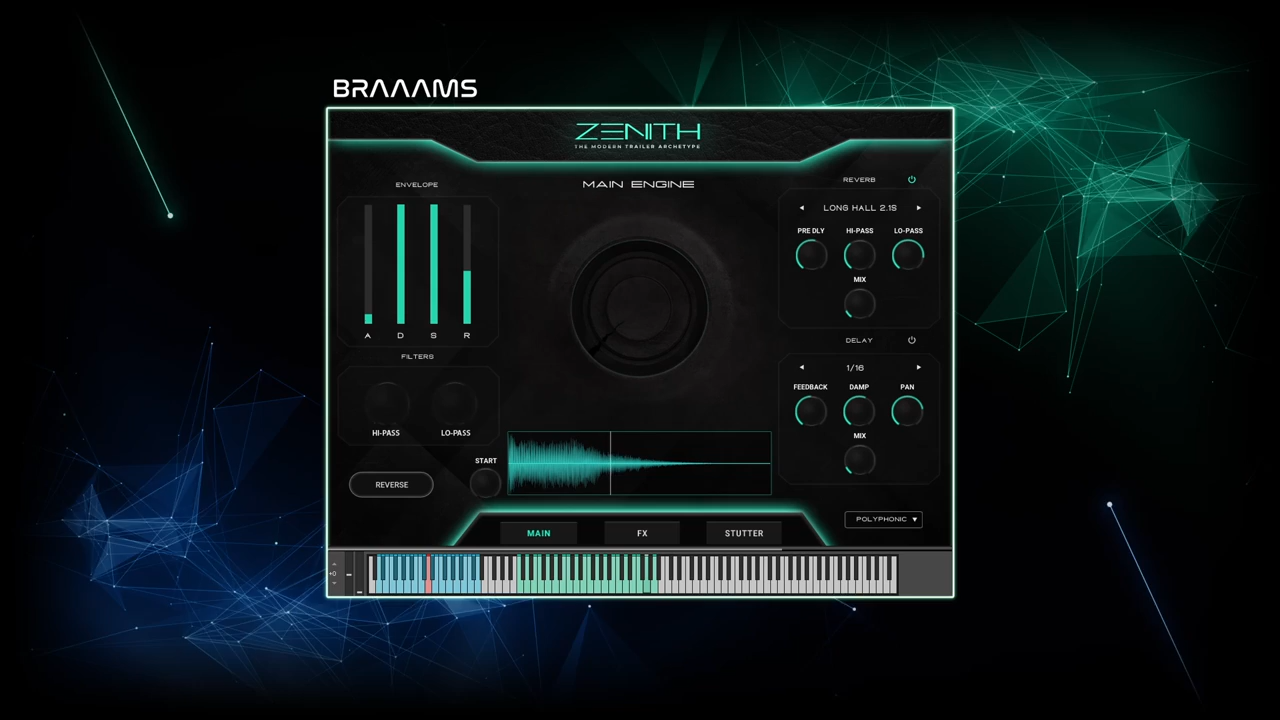 BRAAAMS
ZENITH
THE MODERN TRAILER ARCHETYPE
MAIN ENGINE
ENVELOPE
A D S R
FILTERS
HI-PASS LO-PASS
REVERSE
START
REVERB
LONG HALL 2.1S
PRE DLY HI-PASS LO-PASS
MIX
DELAY
1/16
FEEDBACK DAMP PAN
MIX
POLYPHONIC
MAIN FX STUTTER
+0